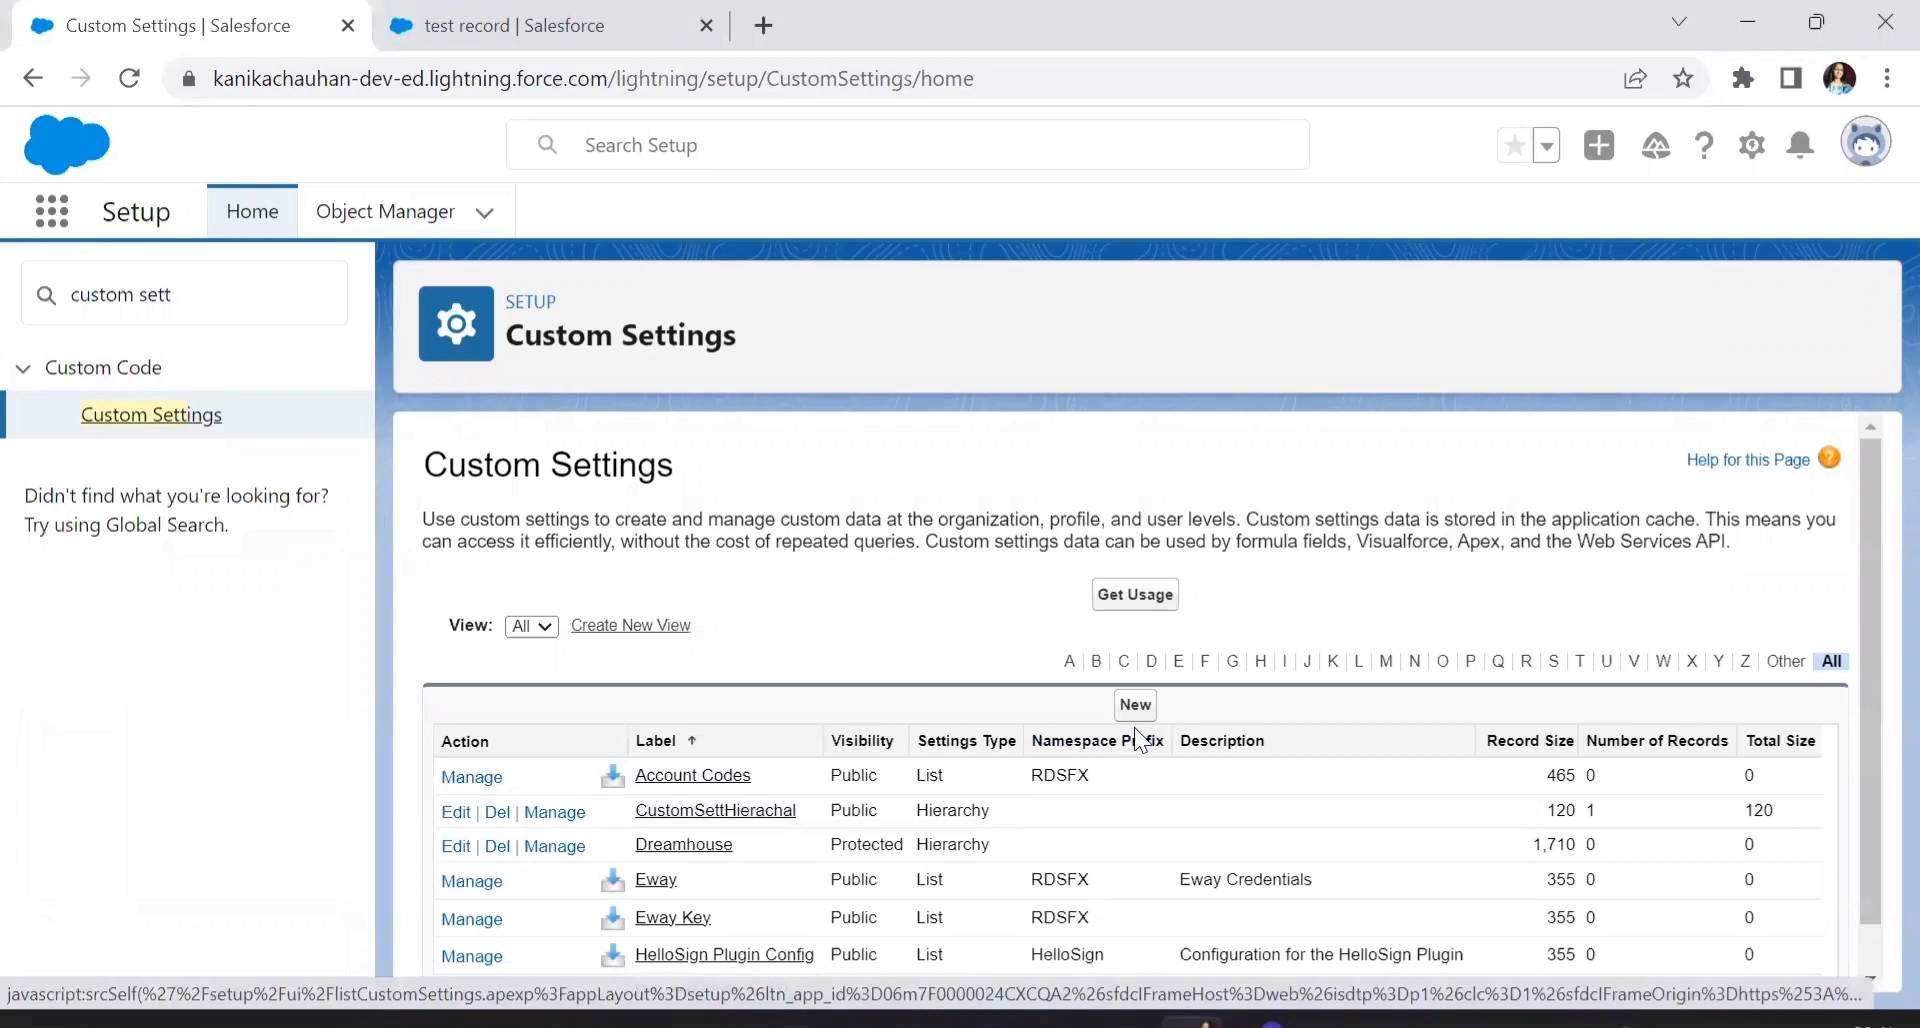 Custom Settings | Salesforce
test record | Salesforce
kanikachauhan-dev-ed.lightning.force.com/lightning/setup/CustomSettings/home
Search Setup
Setup
Home
Object Manager
custom sett
Custom Code
Custom Settings
Didn't find what you're looking for?
Try using Global Search.
SETUP
Custom Settings
Custom Settings
Help for this Page
Use custom settings to create and manage custom data at the organization, profile, and user levels. Custom settings data is stored in the application cache. This means you
can access it efficiently, without the cost of repeated queries. Custom settings data can be used by formula fields, Visualforce, Apex, and the Web Services API.
Get Usage
View: All Create New View
A | B | C | D | E | F | G | H | I | J | K | L | M | N | O | P | Q | R | S | T | U | V | W | X | Y | Z | Other All
New
Action Label Visibility Settings Type Namespace Prefix Description Record Size Number of Records Total Size
Manage Account Codes Public List RDSFX 465 0 0
Edit | Del | Manage CustomSettHierachal Public Hierarchy 120 1 120
Edit | Del | Manage Dreamhouse Protected Hierarchy 1,710 0 0
Manage Eway Public List RDSFX Eway Credentials 355 0 0
Manage Eway Key Public List RDSFX 355 0 0
Manage HelloSign Plugin Config Public List HelloSign Configuration for the HelloSign Plugin 355 0 0
javascript:srcSelf(%27%2Fsetup%2Fui%2FlistCustomSettings.apexp%3FappLayout%3Dsetup%26ltn_app_id%3D06m7F0000024CXCQA2%26sfdcIFrameHost%3Dweb%26isdtp%3Dp1%26clc%3D1%26sfdcIFrameOrigin%3Dhttps%253A%...